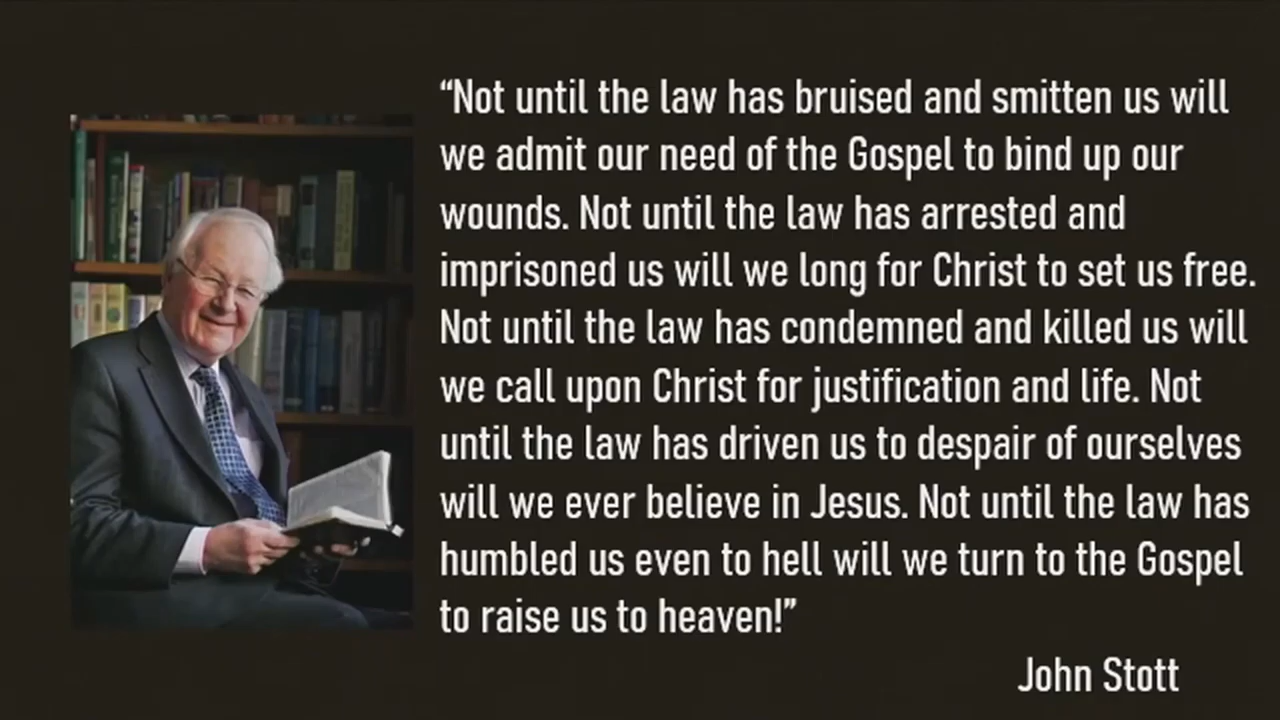 “Not until the law has bruised and smitten us will
we admit our need of the Gospel to bind up our
wounds. Not until the law has arrested and
imprisoned us will we long for Christ to set us free.
Not until the law has condemned and killed us will
we call upon Christ for justification and life. Not
until the law has driven us to despair of ourselves
will we ever believe in Jesus. Not until the law has
humbled us even to hell will we turn to the Gospel
to raise us to heaven!”
John Stott